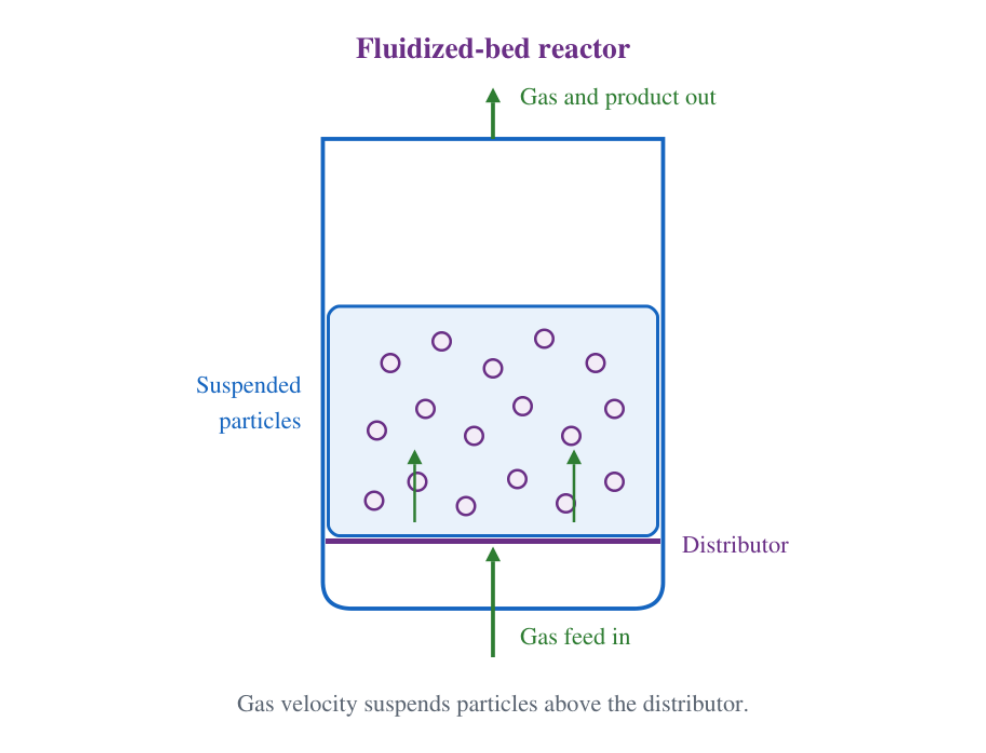 Fluidized-bed reactor
Gas and product out
Suspended
particles
Distributor
Gas feed in
Gas velocity suspends particles above the distributor.